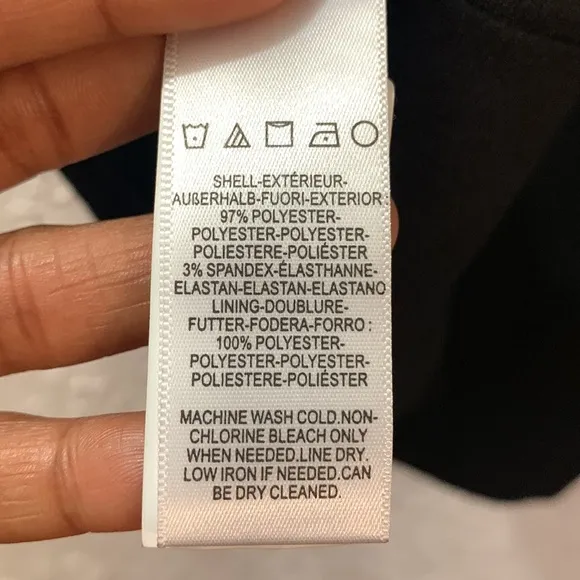 SHELL-EXTÉRIEUR-
AUßERHALB-FUORI-EXTERIOR :
97% POLYESTER-
POLYESTER-POLYESTER-
POLIESTERE-POLIÉSTER
3% SPANDEX-ÉLASTHANNE-
ELASTAN-ELASTAN-ELASTANO
LINING-DOUBLURE-
FUTTER-FODERA-FORRO :
100% POLYESTER-
POLYESTER-POLYESTER-
POLIESTERE-POLIÉSTER
MACHINE WASH COLD.NON-
CHLORINE BLEACH ONLY
WHEN NEEDED.LINE DRY.
LOW IRON IF NEEDED.CAN
BE DRY CLEANED.